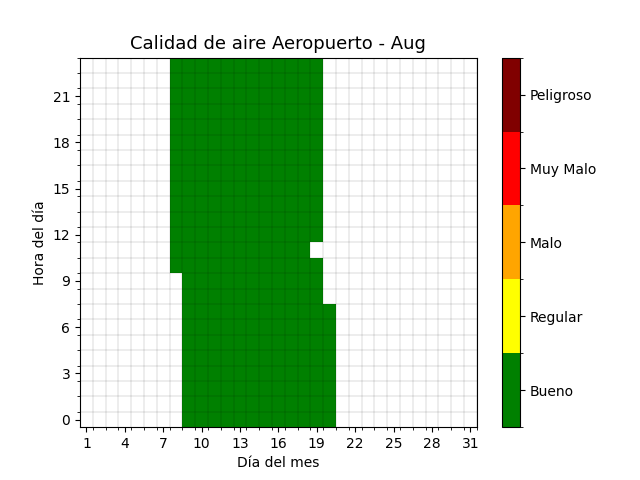 Calidad de aire Aeropuerto - Aug
Hora del día
21
18
15
12
9
6
3
0
1 4 7 10 13 16 19 22 25 28 31
Día del mes
Peligroso
Muy Malo
Malo
Regular
Bueno